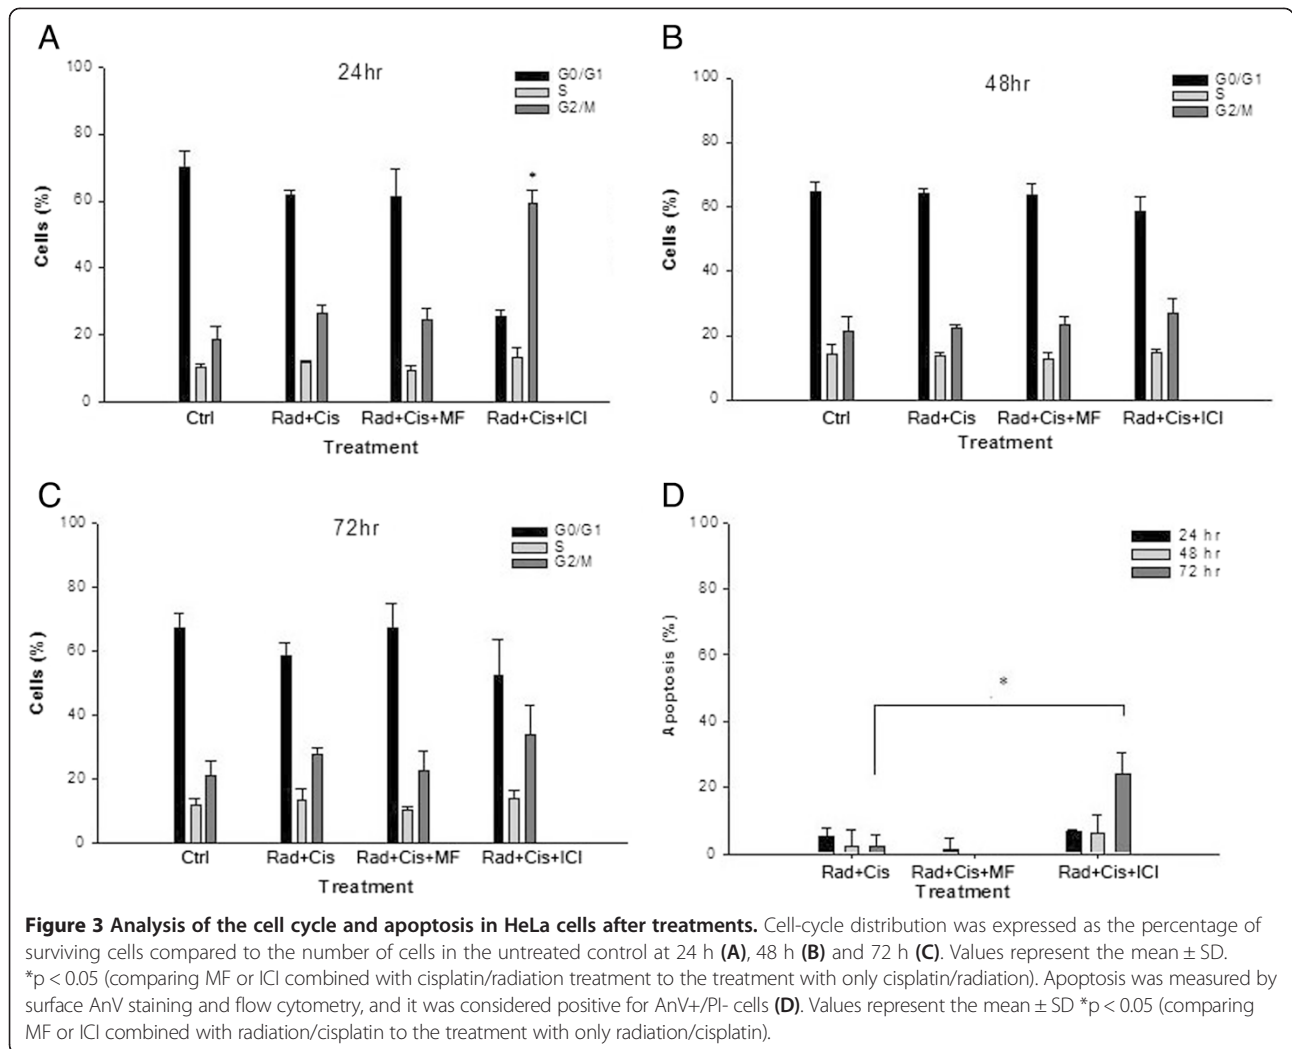 A
24hr
G0/G1
S
G2/M
100
80
60
40
20
0
Cells (%)
*
Ctrl
Rad+Cis
Rad+Cis+MF
Rad+Cis+ICI
Treatment
B
48hr
G0/G1
S
G2/M
100
80
60
40
20
0
Cells (%)
Ctrl
Rad+Cis
Rad+Cis+MF
Rad+Cis+ICI
Treatment
C
72hr
G0/G1
S
G2/M
100
80
60
40
20
0
Cells (%)
Ctrl
Rad+Cis
Rad+Cis+MF
Rad+Cis+ICI
Treatment
D
24 hr
48 hr
72 hr
100
80
60
40
20
0
Apoptosis (%)
*
Rad+Cis
Rad+Cis+MF
Rad+Cis+ICI
Treatment
Figure 3 Analysis of the cell cycle and apoptosis in HeLa cells after treatments. Cell-cycle distribution was expressed as the percentage of
surviving cells compared to the number of cells in the untreated control at 24 h (A), 48 h (B) and 72 h (C). Values represent the mean ± SD.
*p < 0.05 (comparing MF or ICI combined with cisplatin/radiation treatment to the treatment with only cisplatin/radiation). Apoptosis was measured by
surface AnV staining and flow cytometry, and it was considered positive for AnV+/PI- cells (D). Values represent the mean ± SD *p < 0.05 (comparing
MF or ICI combined with radiation/cisplatin to the treatment with only radiation/cisplatin).